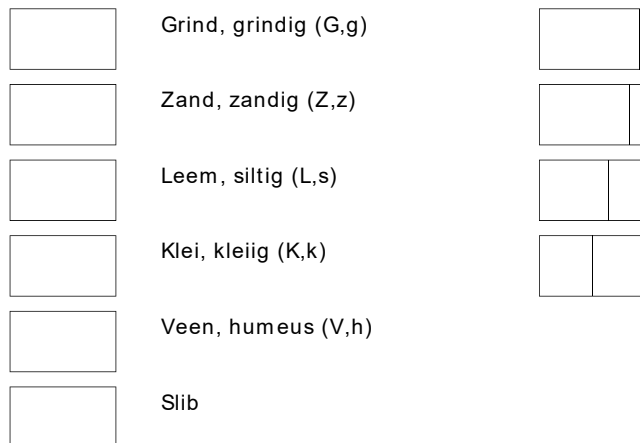 Grind, grindig (G,g)
Zand, zandig (Z,z)
Leem, siltig (L,s)
Klei, kleiig (K,k)
Veen, humeus (V,h)
Slib